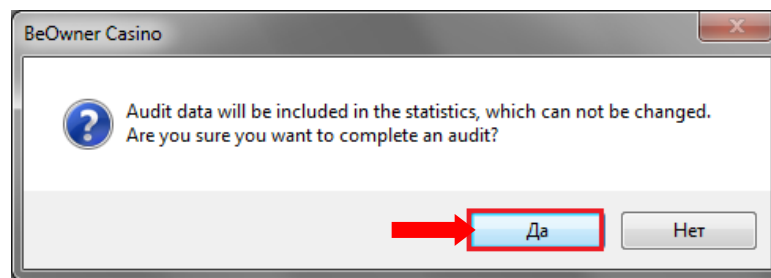 BeOwner Casino
Audit data will be included in the statistics, which can not be changed.
Are you sure you want to complete an audit?
Да
Нет